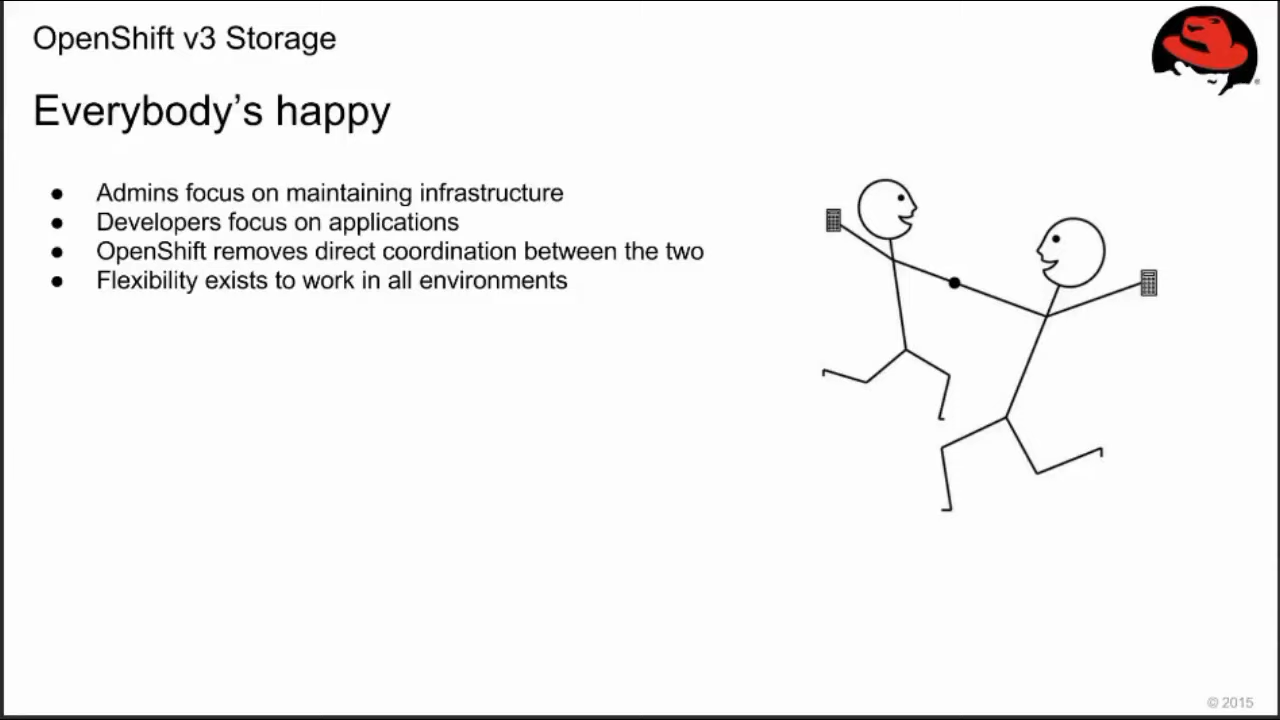 OpenShift v3 Storage
Everybody's happy
● Admins focus on maintaining infrastructure
● Developers focus on applications
● OpenShift removes direct coordination between the two
● Flexibility exists to work in all environments
© 2015